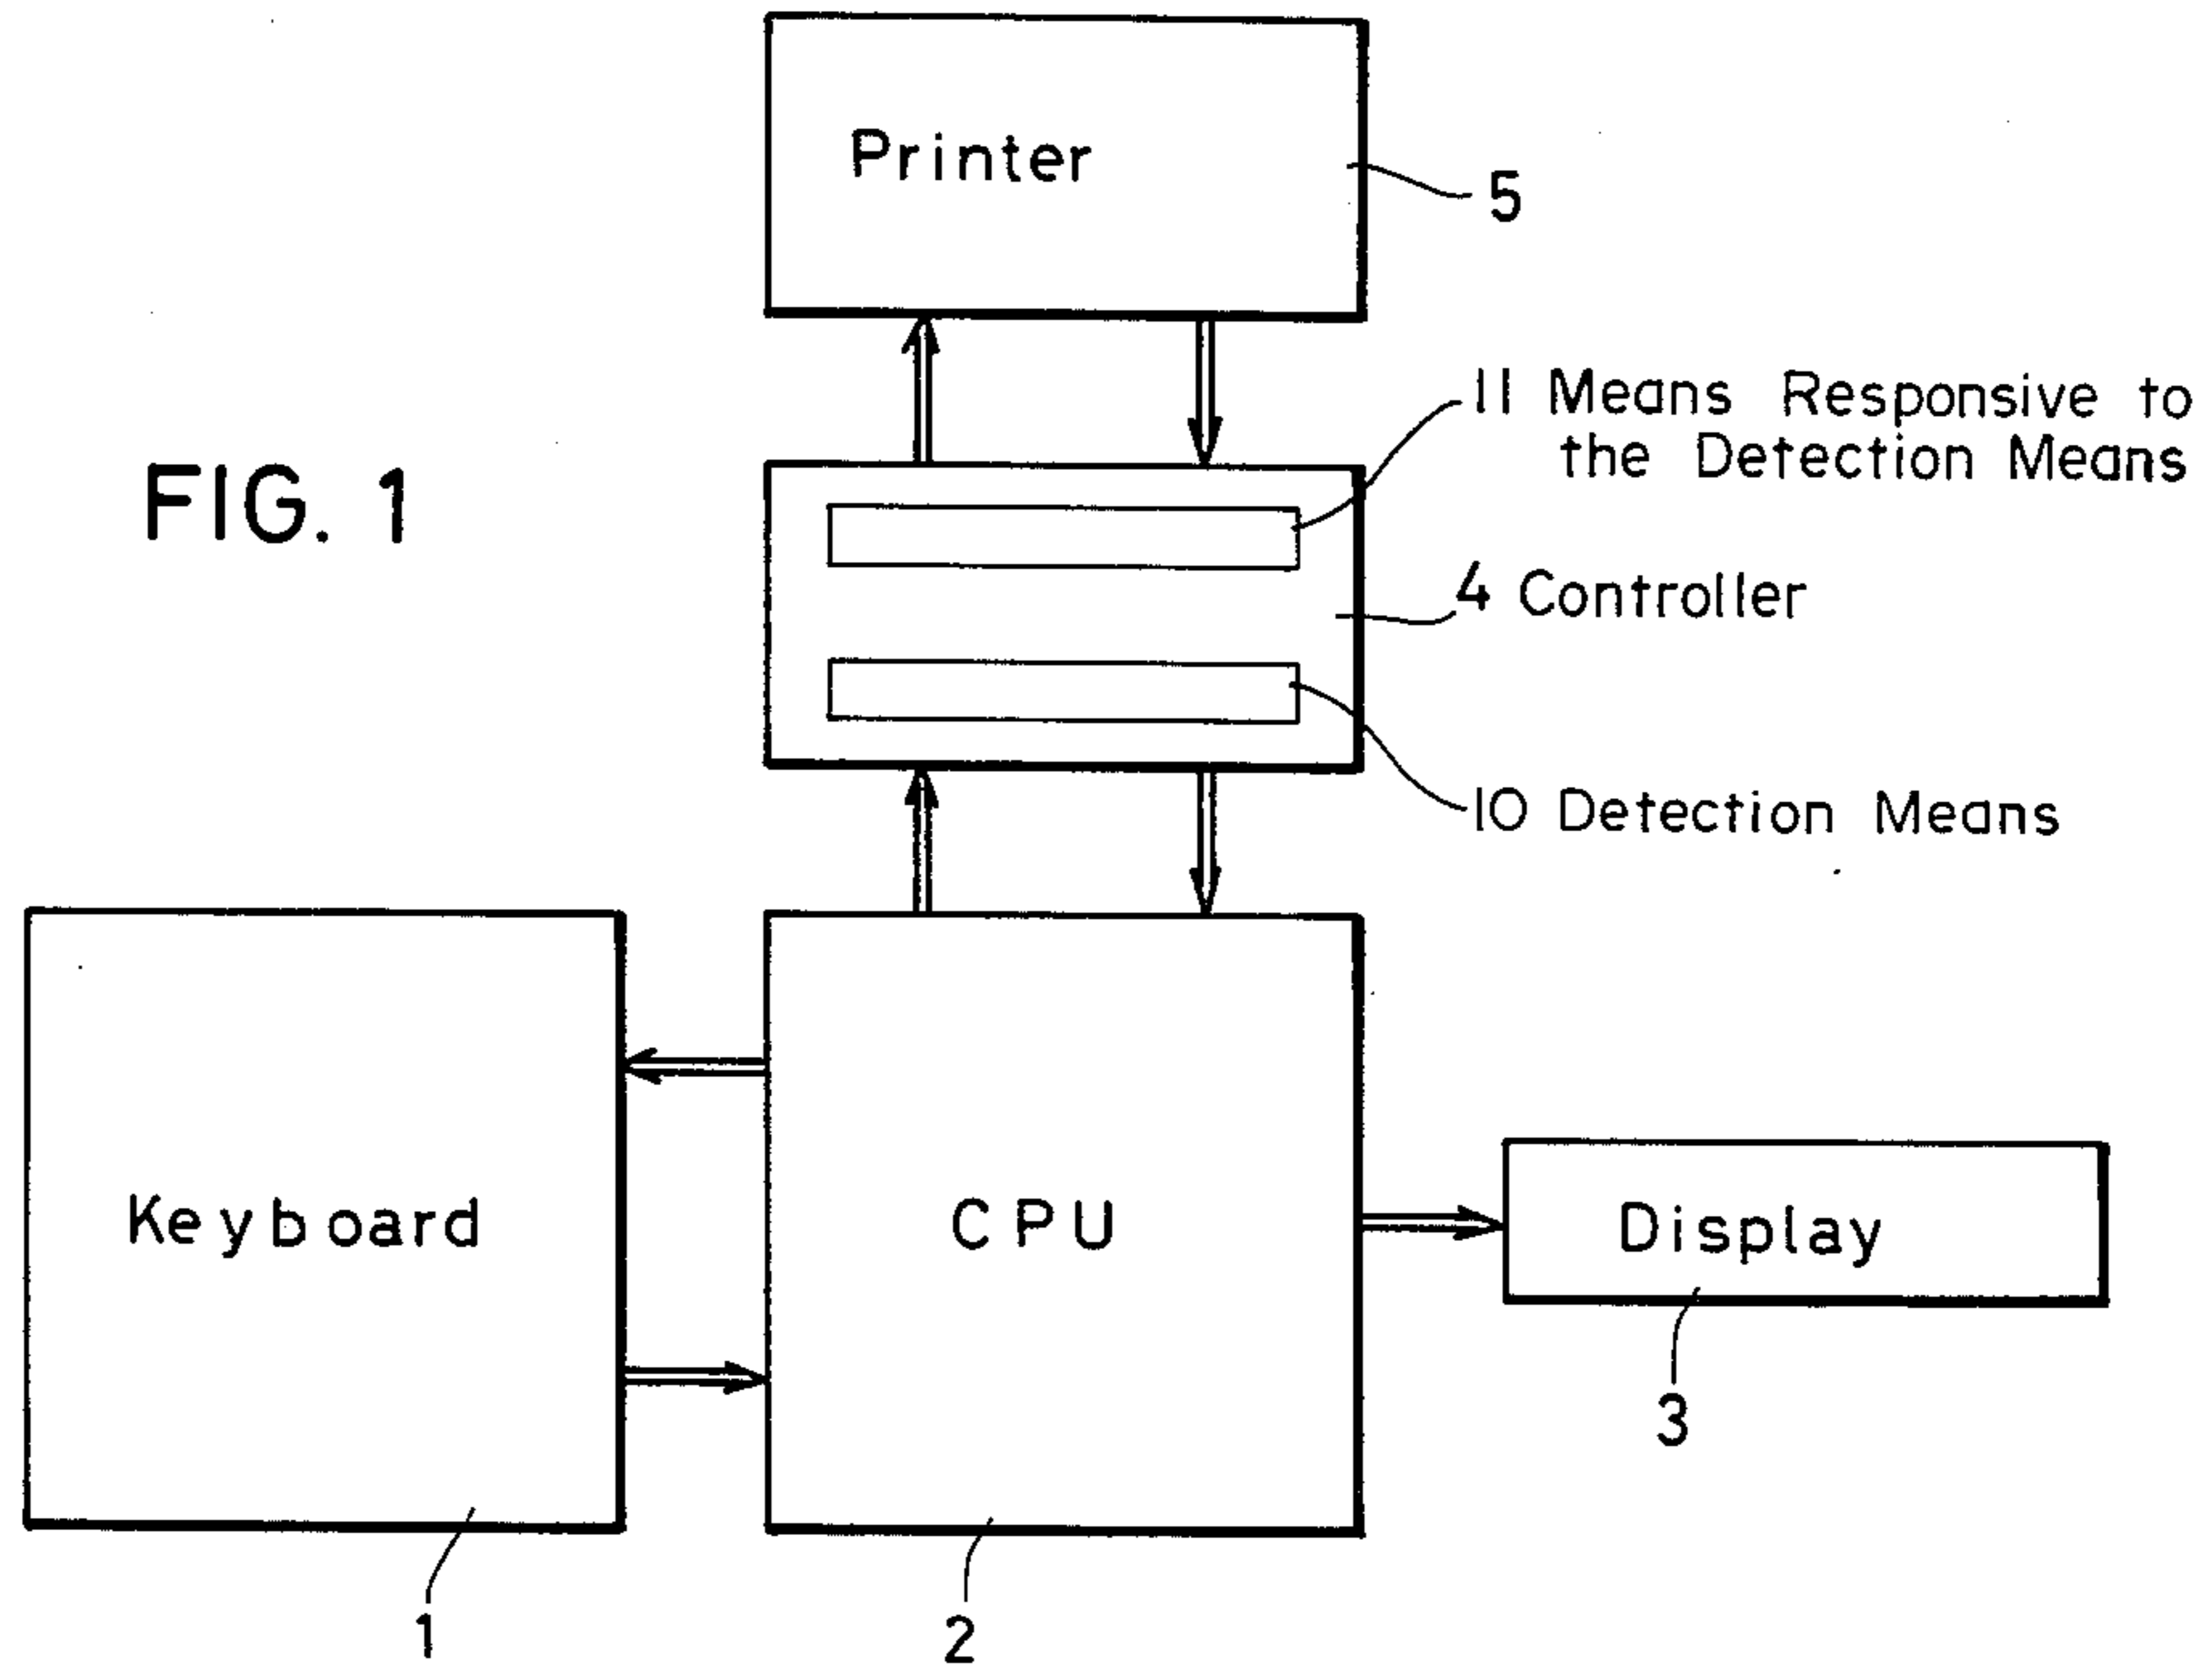 Printer
5
11 Means Responsive to
the Detection Means
FIG. 1
4 Controller
10 Detection Means
Keyboard
CPU
Display
3
1
2